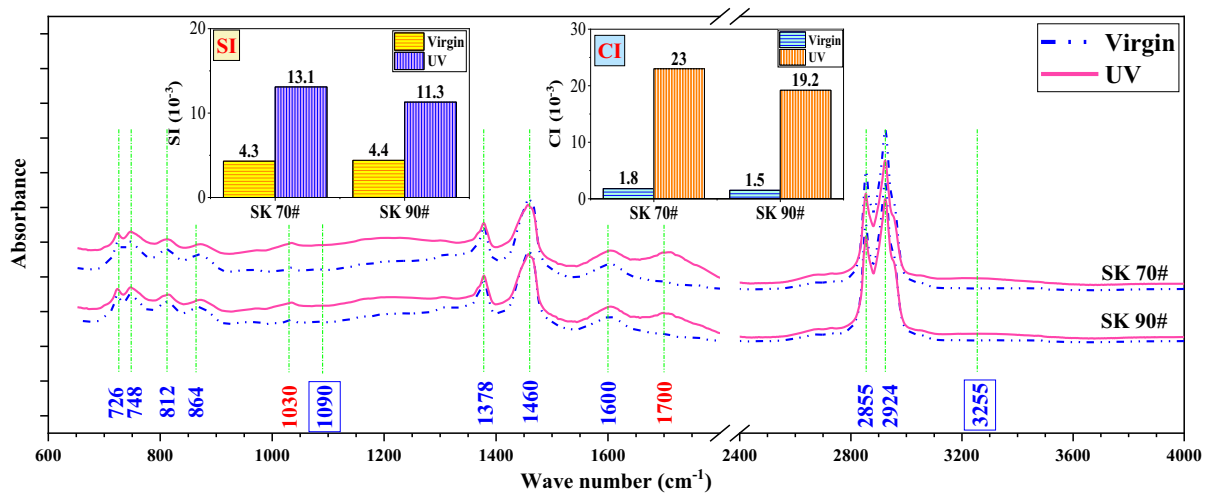 SI
Virgin
UV
20
10
0
SI (10⁻³)
4.3
13.1
4.4
11.3
SK 70#
SK 90#
CI
Virgin
UV
30
20
10
0
CI (10⁻³)
1.8
23
1.5
19.2
SK 70#
SK 90#
Virgin
UV
Absorbance
SK 70#
SK 90#
726
748
812
864
1030
1090
1378
1460
1600
1700
2855
2924
3255
600
800
1000
1200
1400
1600
2400
2800
3200
3600
4000
Wave number (cm⁻¹)